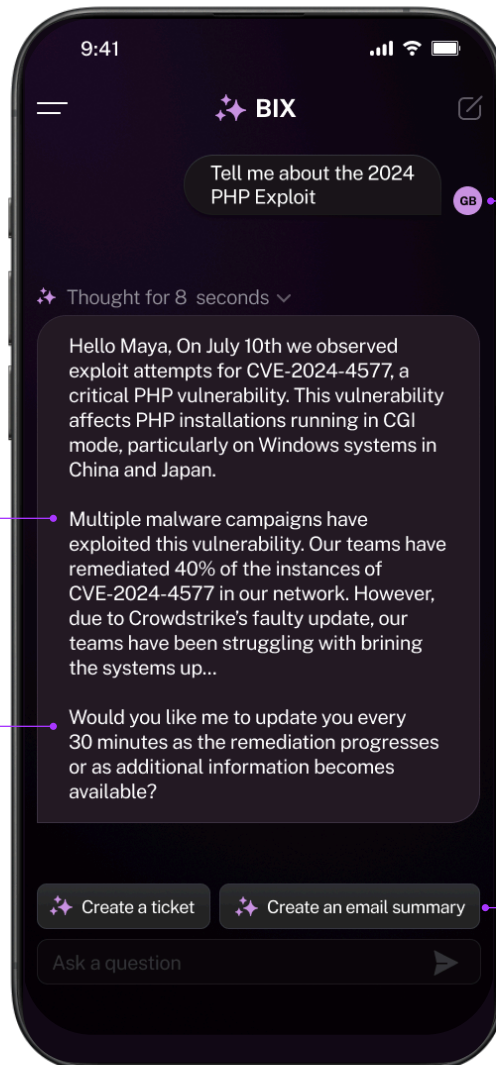 9:41
BIX
Tell me about the 2024
PHP Exploit
GB
Thought for 8 seconds
Hello Maya, On July 10th we observed
exploit attempts for CVE-2024-4577, a
critical PHP vulnerability. This vulnerability
affects PHP installations running in CGI
mode, particularly on Windows systems in
China and Japan.
Multiple malware campaigns have
exploited this vulnerability. Our teams have
remediated 40% of the instances of
CVE-2024-4577 in our network. However,
due to Crowdstrike's faulty update, our
teams have been struggling with brining
the systems up...
Would you like me to update you every
30 minutes as the remediation progresses
or as additional information becomes
available?
Create a ticket
Create an email summary
Ask a question